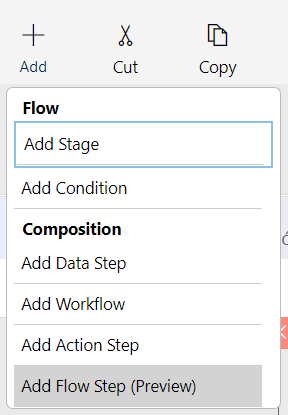 Add
Cut
Copy
Flow
Add Stage
Add Condition
Composition
Add Data Step
Add Workflow
Add Action Step
Add Flow Step (Preview)